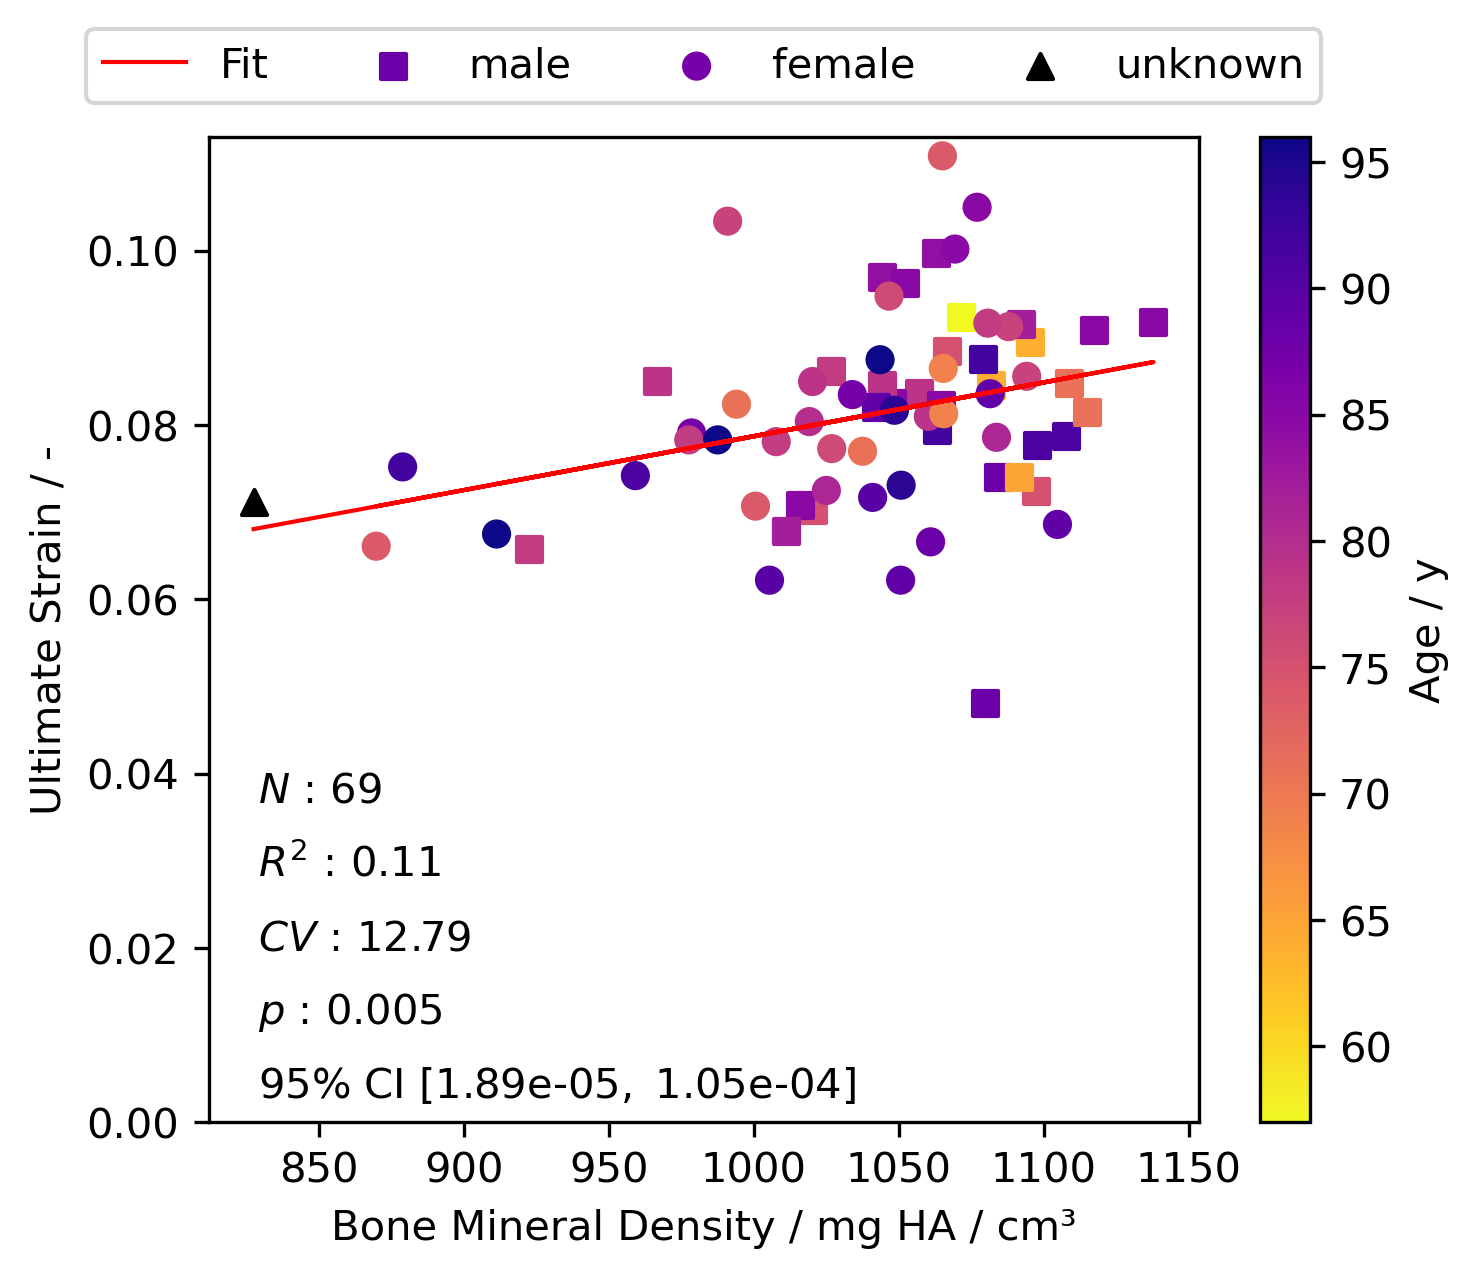 Fit male female unknown
0.10
0.08
0.06
0.04
0.02
0.00
Ultimate Strain / -
N : 69
R² : 0.11
CV : 12.79
p : 0.005
95% CI [1.89e-05, 1.05e-04]
850 900 950 1000 1050 1100 1150
Bone Mineral Density / mg HA / cm³
95
90
85
80
75
70
65
60
Age / y